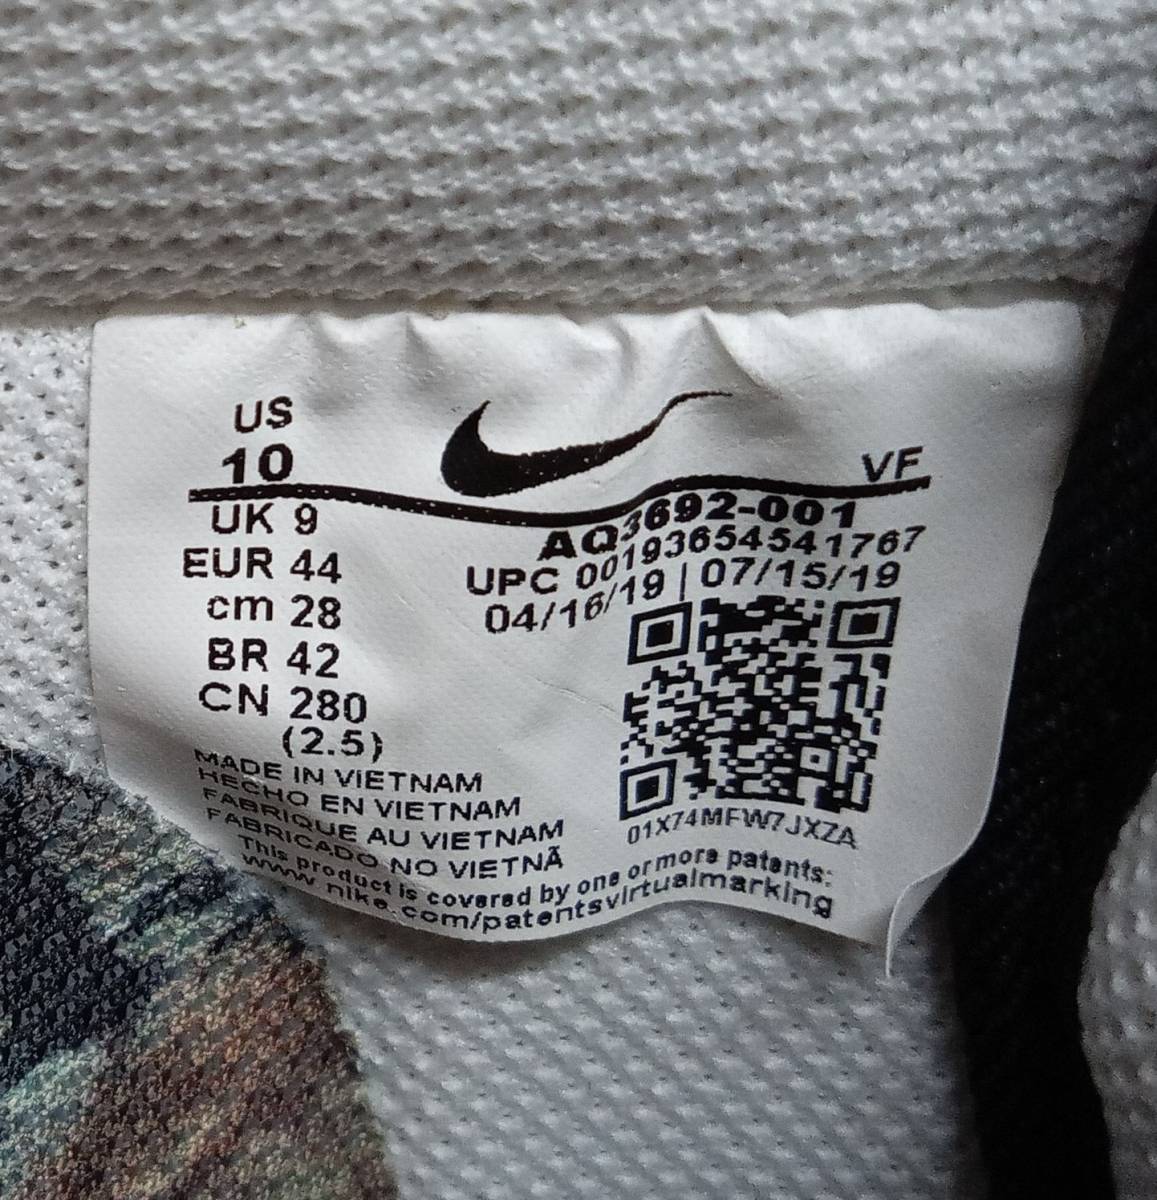 US
10
UK 9
EUR 44
cm 28
BR 42
CN 280
(2.5)
VF
AQ3692-001
UPC 00193654541767
04/16/19 | 07/15/19
01X74MFW7JXZA
MADE IN VIETNAM
HECHO EN VIETNAM
FABRIQUE AU VIETNAM
FABRICADO NO VIETNÃ
This product is covered by one or more patents:
www.nike.com/patentsvirtualmarking